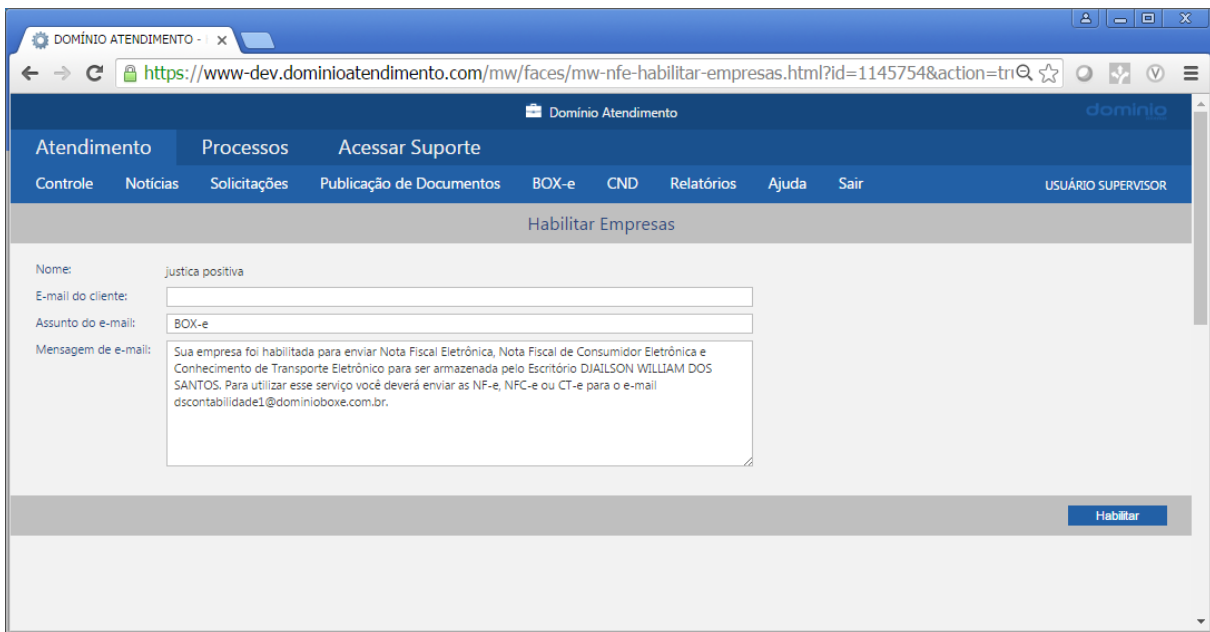 DOMÍNIO ATENDIMENTO -
https://www-dev.dominioatendimento.com/mw/faces/mw-nfe-habilitar-empresas.html?id=1145754&action=tru
Domínio Atendimento
domínio
Atendimento Processos Acessar Suporte
Controle Notícias Solicitações Publicação de Documentos BOX-e CND Relatórios Ajuda Sair USUÁRIO SUPERVISOR
Habilitar Empresas
Nome: justica positiva
E-mail do cliente:
Assunto do e-mail: BOX-e
Mensagem de e-mail: Sua empresa foi habilitada para enviar Nota Fiscal Eletrônica, Nota Fiscal de Consumidor Eletrônica e
Conhecimento de Transporte Eletrônico para ser armazenada pelo Escritório DJAILSON WILLIAM DOS
SANTOS. Para utilizar esse serviço você deverá enviar as NF-e, NFC-e ou CT-e para o e-mail
dscontabilidade1@dominioboxe.com.br.
Habilitar